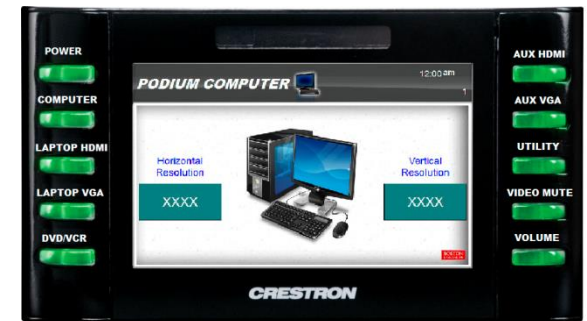 POWER
COMPUTER
LAPTOP HDMI
LAPTOP VGA
DVD/VCR
PODIUM COMPUTER
12:00 am
1
Horizontal
Resolution
XXXX
Vertical
Resolution
XXXX
AUX HDMI
AUX VGA
UTILITY
VIDEO MUTE
VOLUME
CRESTRON